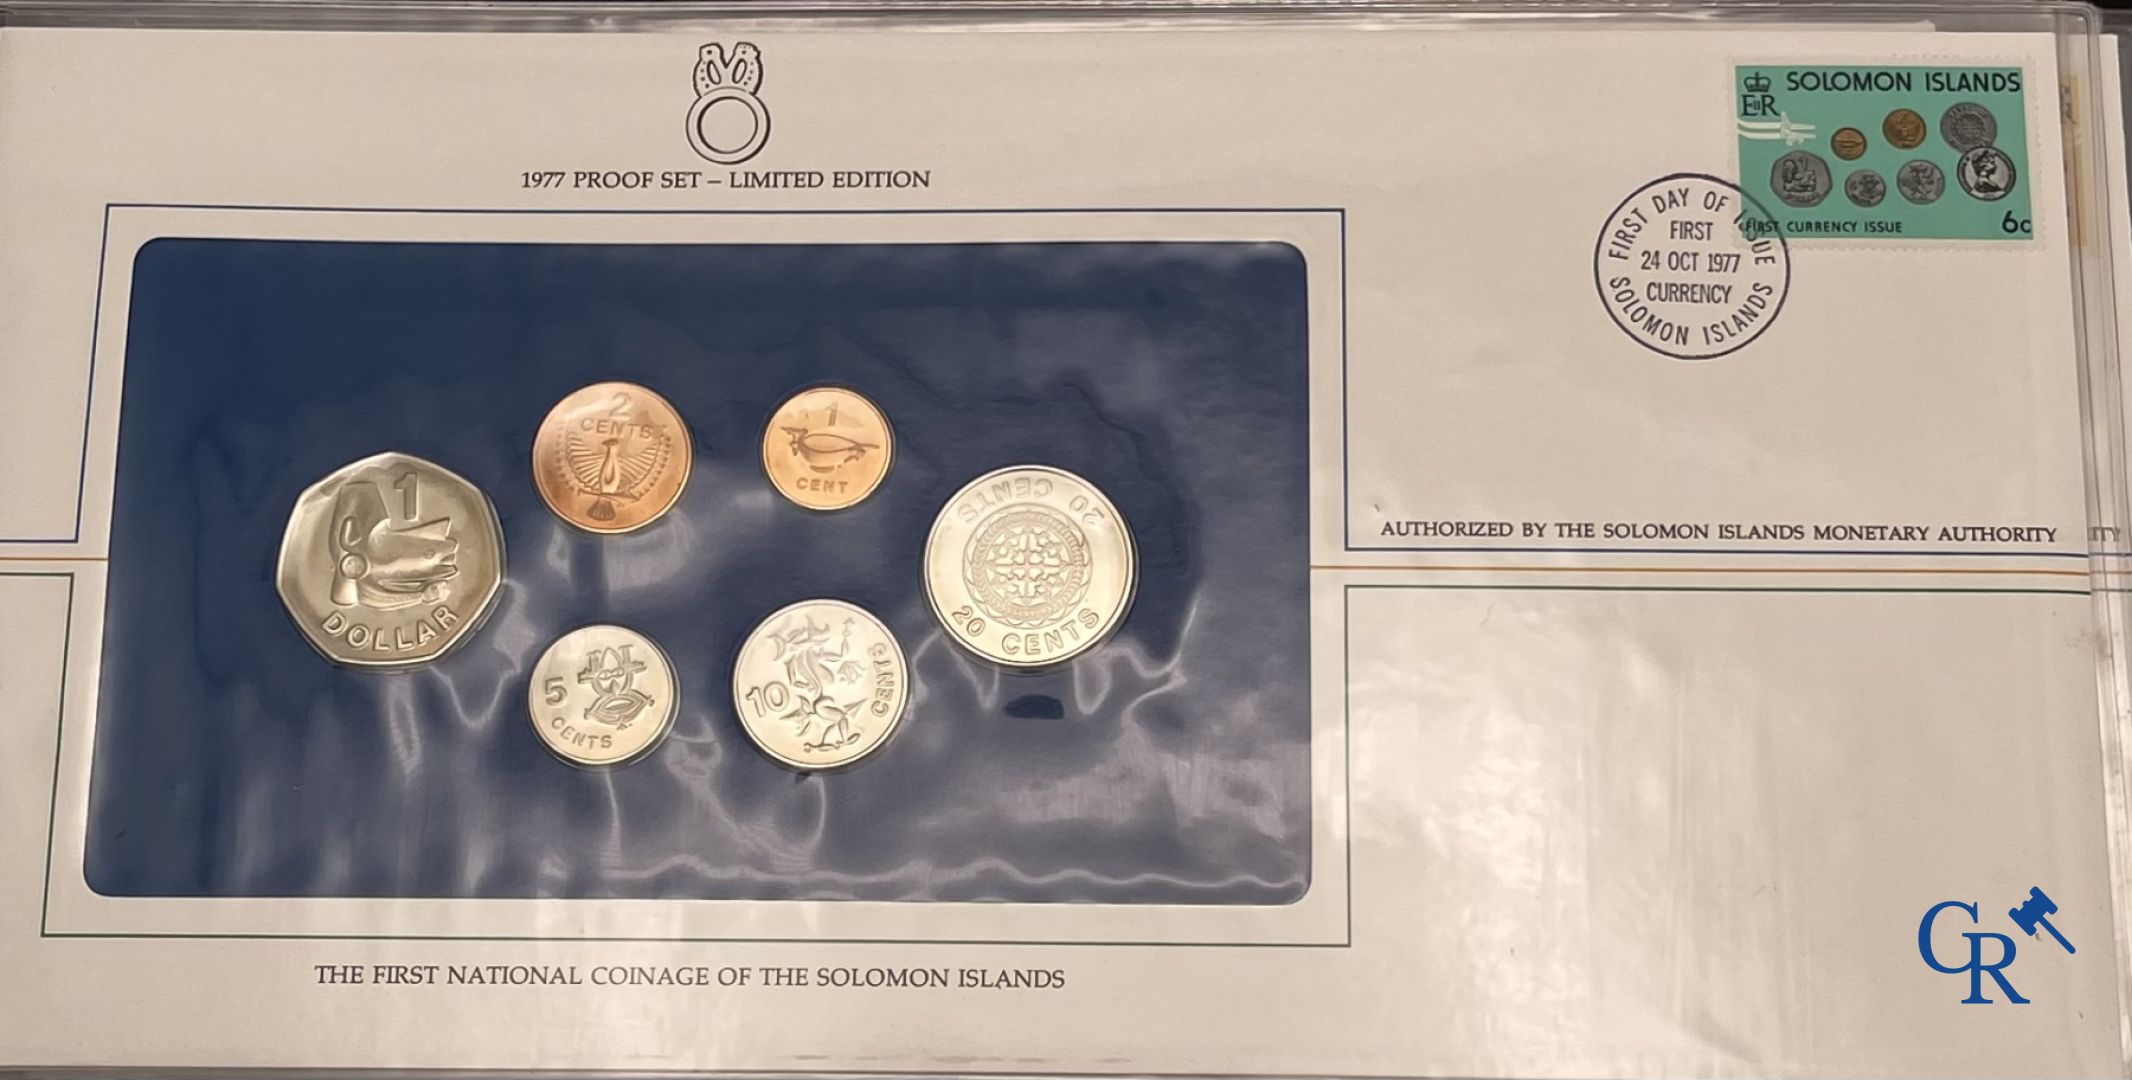 1977 PROOF SET – LIMITED EDITION
SOLOMON ISLANDS
EIIR
FIRST CURRENCY ISSUE
6c
FIRST DAY OF ISSUE
FIRST
24 OCT 1977
CURRENCY
SOLOMON ISLANDS
2
CENTS
1
CENT
1
DOLLAR
20 CENTS
20 CENTS
5
CENTS
10
CENTS
AUTHORIZED BY THE SOLOMON ISLANDS MONETARY AUTHORITY
ITY
THE FIRST NATIONAL COINAGE OF THE SOLOMON ISLANDS
CR